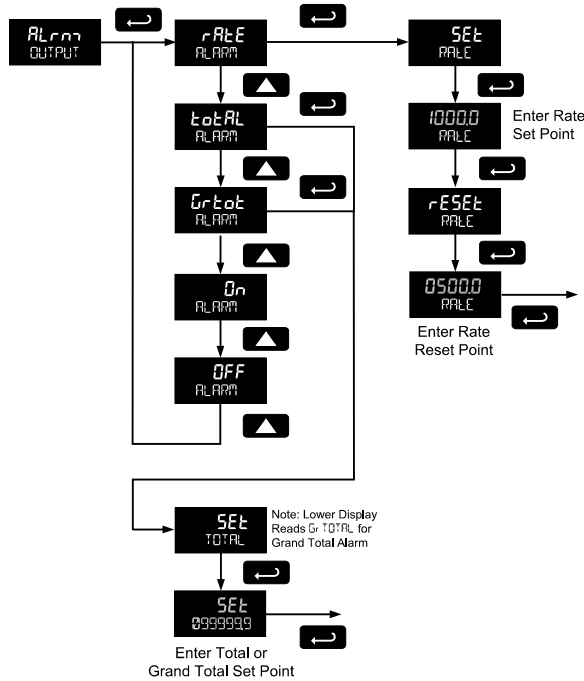 ALrm
OUTPUT
rAtE
ALARM
totAL
ALARM
Grtot
ALARM
On
ALARM
OFF
ALARM
SEt
RATE
1000.0
RATE
Enter Rate
Set Point
rESEt
RATE
0500.0
RATE
Enter Rate
Reset Point
SEt
TOTAL
Note: Lower Display
Reads Gr TOTAL for
Grand Total Alarm
SEt
099999.9
Enter Total or
Grand Total Set Point